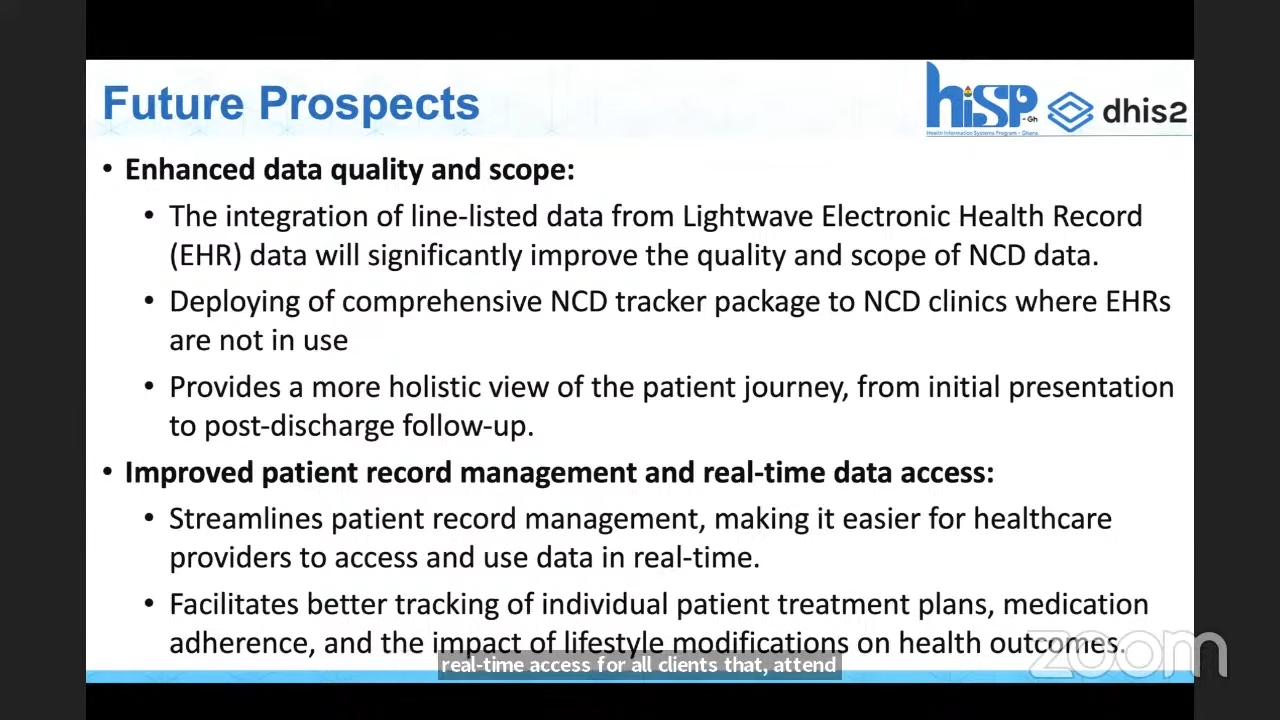 Future Prospects
hiSP
-Gh
Health Information Systems Program - Ghana
dhis2
• Enhanced data quality and scope:
• The integration of line-listed data from Lightwave Electronic Health Record
(EHR) data will significantly improve the quality and scope of NCD data.
• Deploying of comprehensive NCD tracker package to NCD clinics where EHRs
are not in use
• Provides a more holistic view of the patient journey, from initial presentation
to post-discharge follow-up.
• Improved patient record management and real-time data access:
• Streamlines patient record management, making it easier for healthcare
providers to access and use data in real-time.
• Facilitates better tracking of individual patient treatment plans, medication
adherence, and the impact of lifestyle modifications on health outcomes.
real-time access for all clients that, attend
zoom